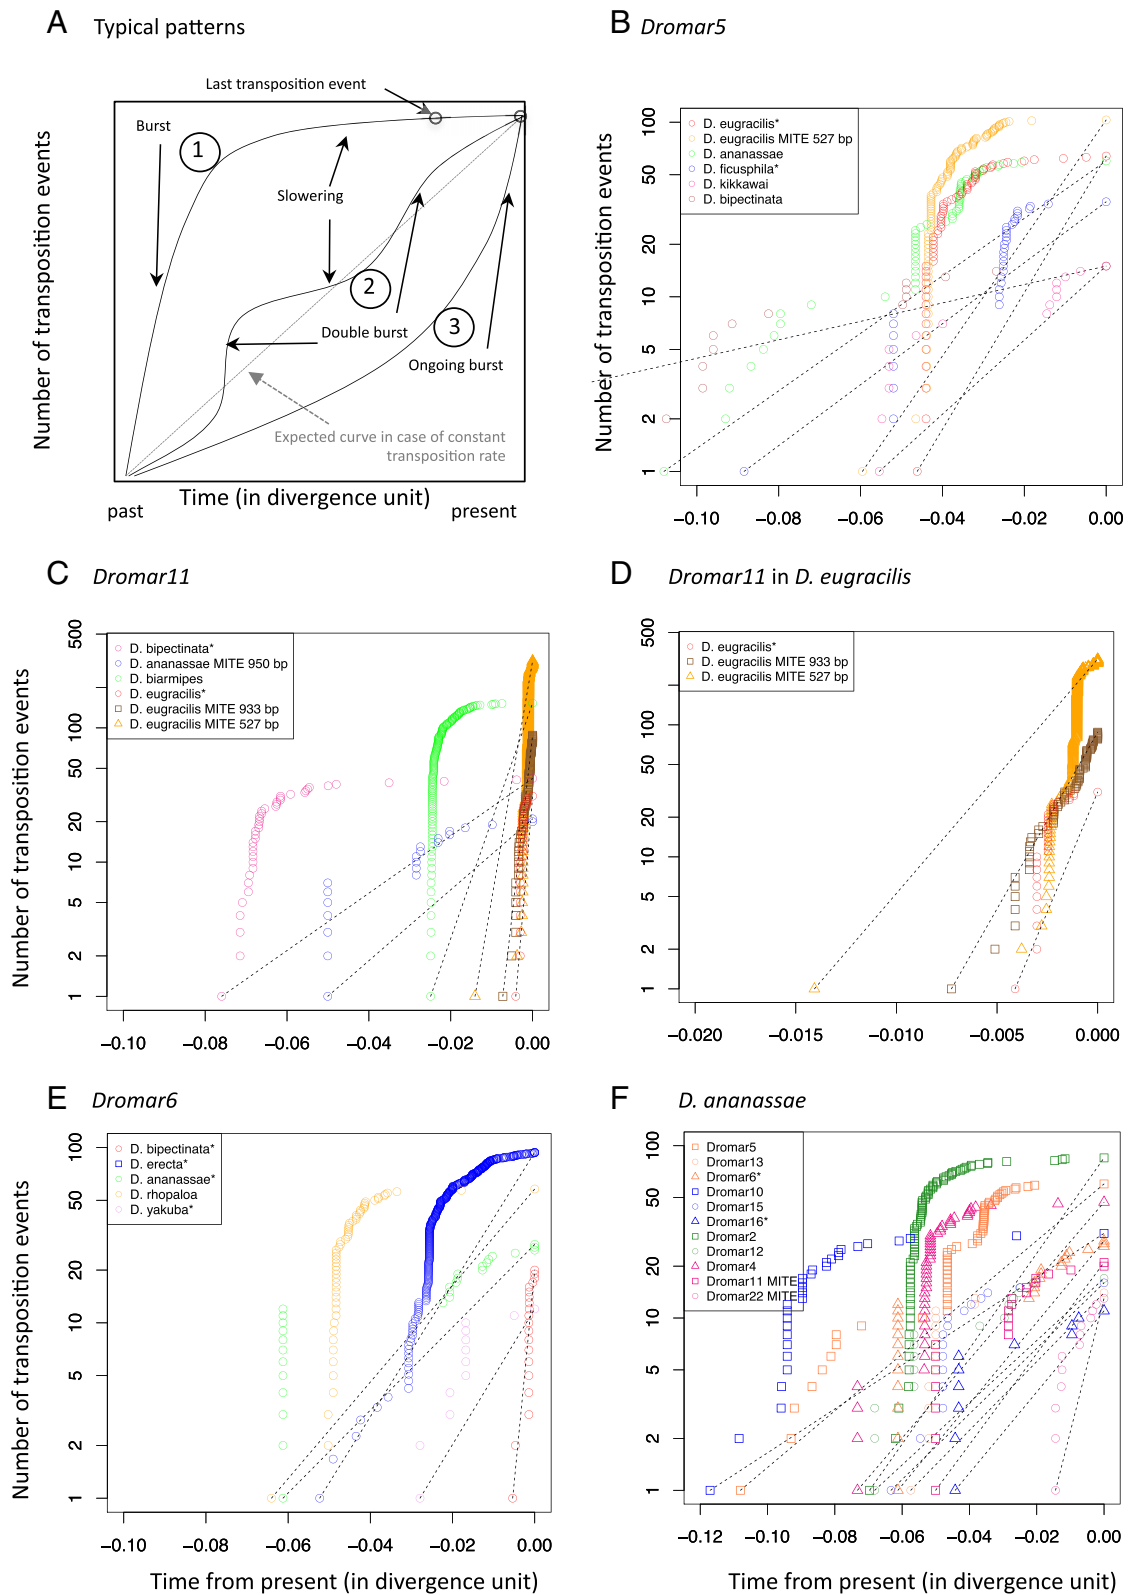 A Typical patterns
Number of transposition events
Last transposition event
Burst
1
Slowering
2
3
Double burst
Ongoing burst
Expected curve in case of constant
transposition rate
Time (in divergence unit)
past
present
B Dromar5
Number of transposition events
100
50
20
10
5
2
1
D. eugracilis*
D. eugracilis MITE 527 bp
D. ananassae
D. ficusphila*
D. kikkawai
D. bipectinata
−0.10 −0.08 −0.06 −0.04 −0.02 0.00
C Dromar11
Number of transposition events
500
100
50
20
10
5
2
1
D. bipectinata*
D. ananassae MITE 950 bp
D. biarmipes
D. eugracilis*
D. eugracilis MITE 933 bp
D. eugracilis MITE 527 bp
−0.10 −0.08 −0.06 −0.04 −0.02 0.00
D Dromar11 in D. eugracilis
500
100
50
20
10
5
2
1
D. eugracilis*
D. eugracilis MITE 933 bp
D. eugracilis MITE 527 bp
−0.020 −0.015 −0.010 −0.005 0.000
E Dromar6
Number of transposition events
100
50
20
10
5
2
1
D. bipectinata*
D. erecta*
D. ananassae*
D. rhopaloa
D. yakuba*
−0.10 −0.08 −0.06 −0.04 −0.02 0.00
Time from present (in divergence unit)
F D. ananassae
100
50
20
10
5
2
1
Dromar5
Dromar13
Dromar6*
Dromar10
Dromar15
Dromar16*
Dromar2
Dromar12
Dromar4
Dromar11 MITE
Dromar22 MITE
−0.12 −0.10 −0.08 −0.06 −0.04 −0.02 0.00
Time from present (in divergence unit)